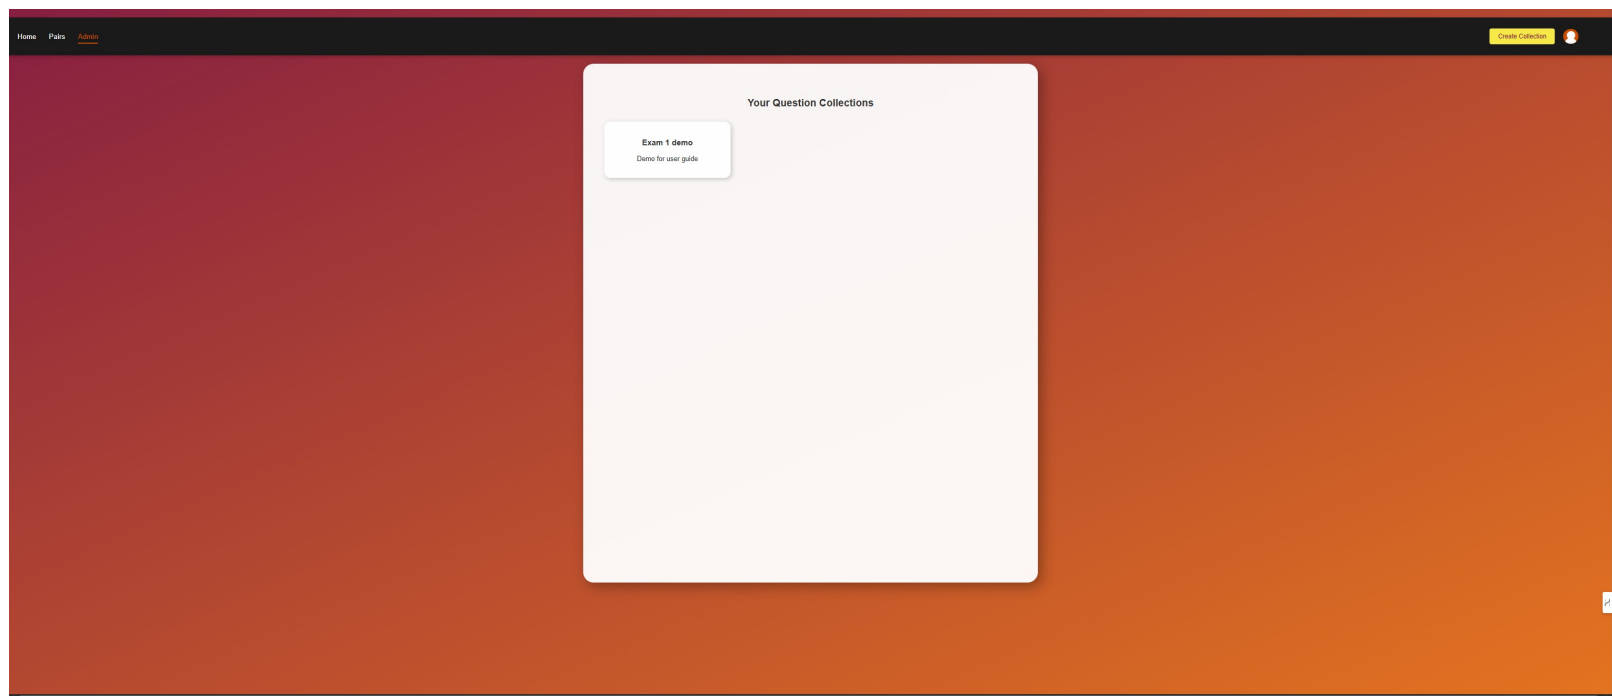 Home Pairs Admin
Create Collection
Your Question Collections
Exam 1 demo
Demo for user guide